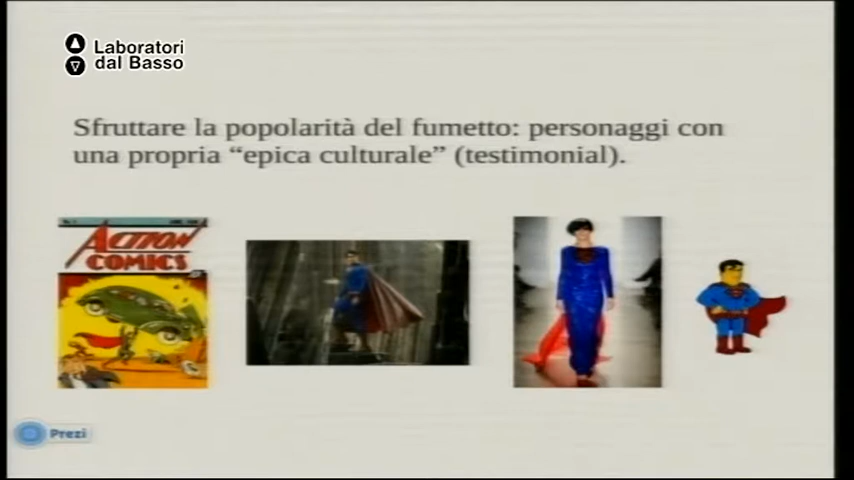 Laboratori
dal Basso
Sfruttare la popolarità del fumetto: personaggi con
una propria “epica culturale” (testimonial).
ACTION
COMICS
Prezi